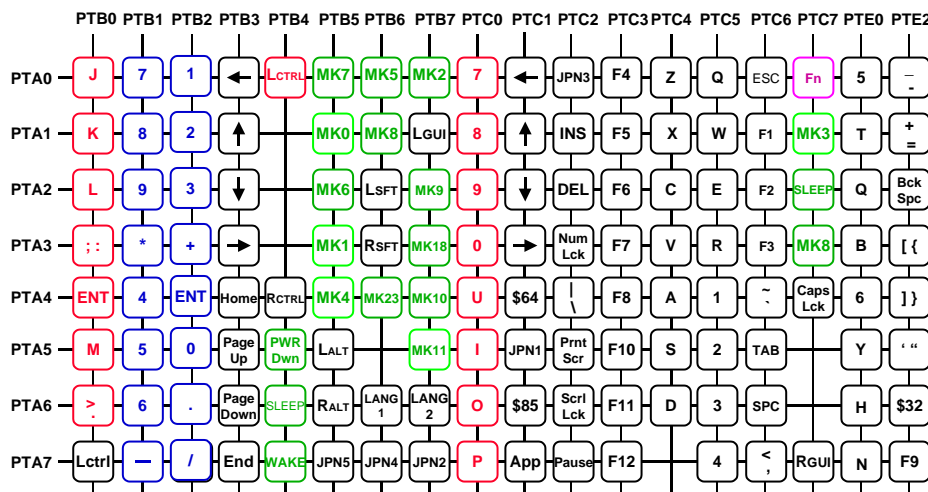 PTB0 PTB1 PTB2 PTB3 PTB4 PTB5 PTB6 PTB7 PTC0 PTC1 PTC2 PTC3 PTC4 PTC5 PTC6 PTC7 PTE0 PTE2
PTA0 J 7 1 ← LCTRL MK7 MK5 MK2 7 ← JPN3 F4 Z Q ESC Fn 5 _ -
PTA1 K 8 2 ↑ MK0 MK8 LGUI 8 ↑ INS F5 X W F1 MK3 T + =
PTA2 L 9 3 ↓ MK6 LSFT MK9 9 ↓ DEL F6 C E F2 SLEEP Q Bck Spc
PTA3 ; : * + → MK1 RSFT MK18 0 → Num Lck F7 V R F3 MK8 B [ {
PTA4 ENT 4 ENT Home RCTRL MK4 MK23 MK10 U $64 | \ F8 A 1 ~ ` Caps Lck 6 ] }
PTA5 M 5 0 Page Up PWR Dwn LALT MK11 I JPN1 Prnt Scr F10 S 2 TAB Y ‘ “
PTA6 > . 6 . Page Down SLEEP RALT LANG 1 LANG 2 O $85 Scrl Lck F11 D 3 SPC H $32
PTA7 Lctrl — / End WAKE JPN5 JPN4 JPN2 P App Pause F12 4 < , RGUI N F9